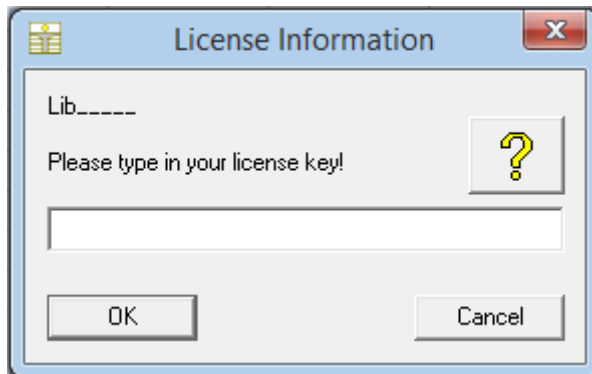 License Information
Lib_____
Please type in your license key!
?
OK
Cancel